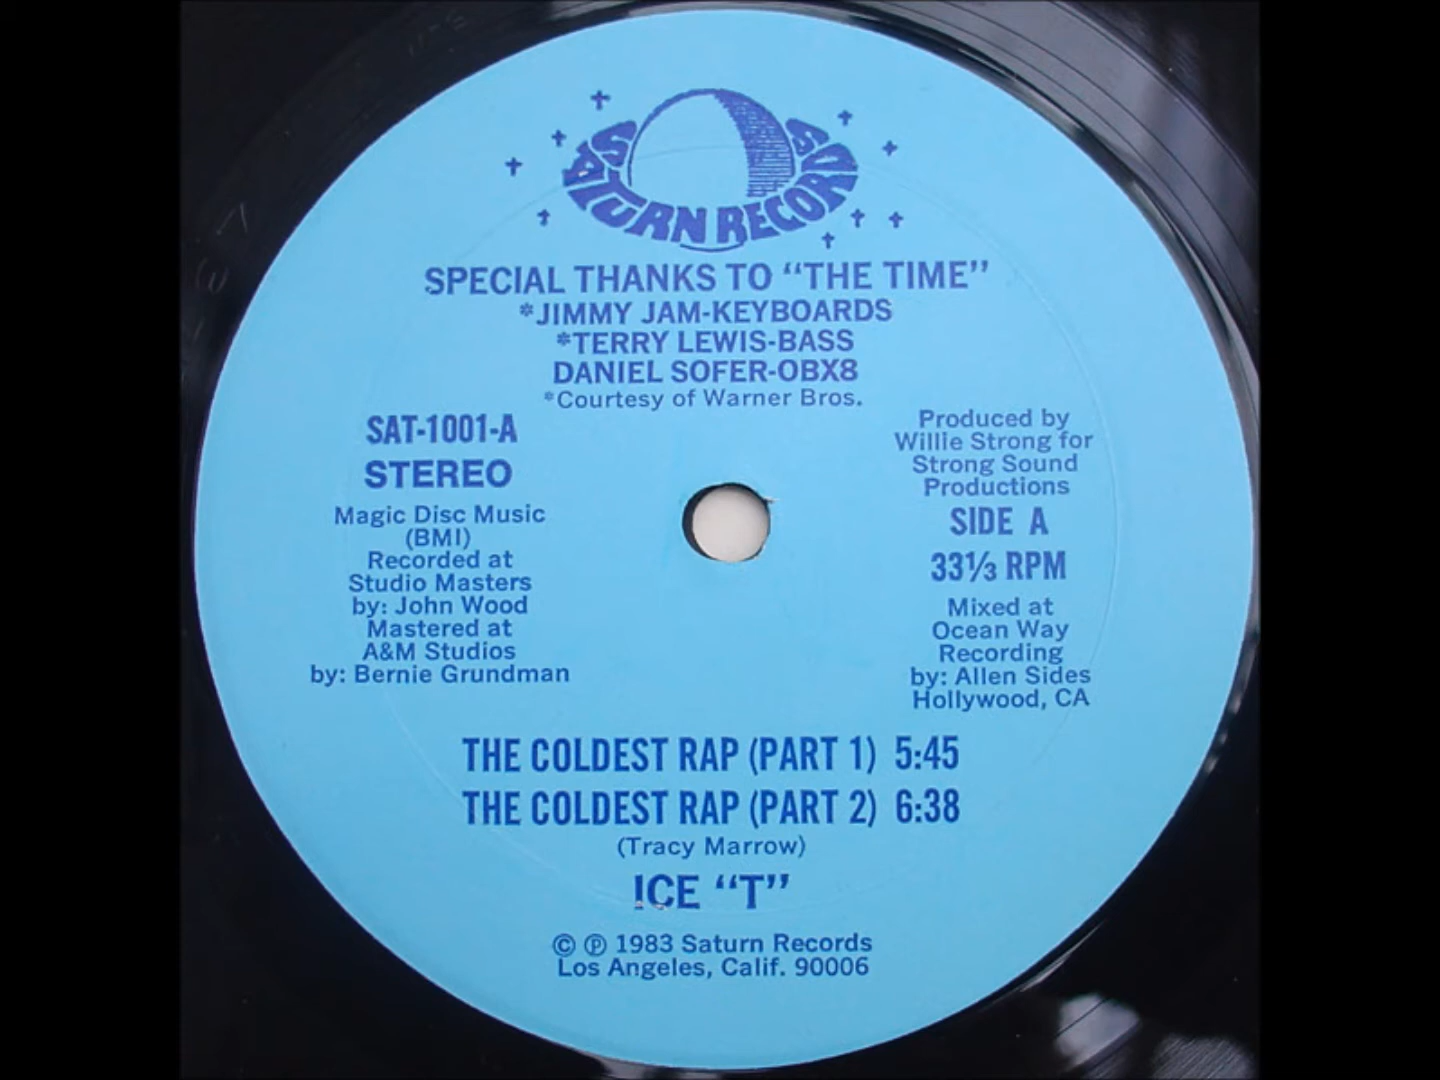 SATURN RECORDS
SPECIAL THANKS TO “THE TIME”
*JIMMY JAM-KEYBOARDS
*TERRY LEWIS-BASS
DANIEL SOFER-OBX8
*Courtesy of Warner Bros.
SAT-1001-A
STEREO
Magic Disc Music
(BMI)
Recorded at
Studio Masters
by: John Wood
Mastered at
A&M Studios
by: Bernie Grundman
Produced by
Willie Strong for
Strong Sound
Productions
SIDE A
33⅓ RPM
Mixed at
Ocean Way
Recording
by: Allen Sides
Hollywood, CA
THE COLDEST RAP (PART 1) 5:45
THE COLDEST RAP (PART 2) 6:38
(Tracy Marrow)
ICE “T”
© ℗ 1983 Saturn Records
Los Angeles, Calif. 90006